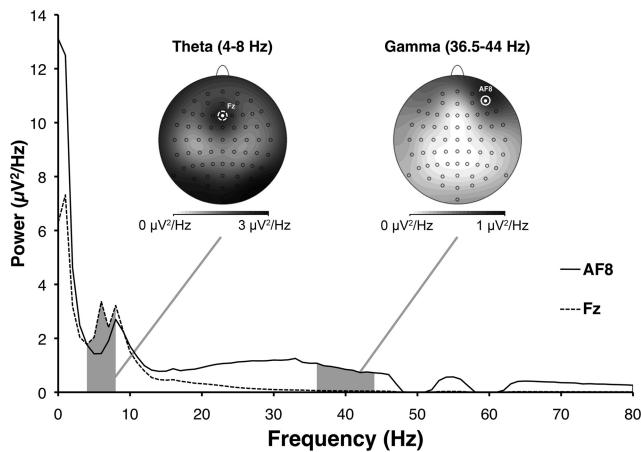 Theta (4-8 Hz)
Gamma (36.5-44 Hz)
Fz
AF8
0 µV²/Hz
3 µV²/Hz
0 µV²/Hz
1 µV²/Hz
Power (µV²/Hz)
14
12
10
8
6
4
2
0
AF8
Fz
0
10
20
30
40
50
60
70
80
Frequency (Hz)